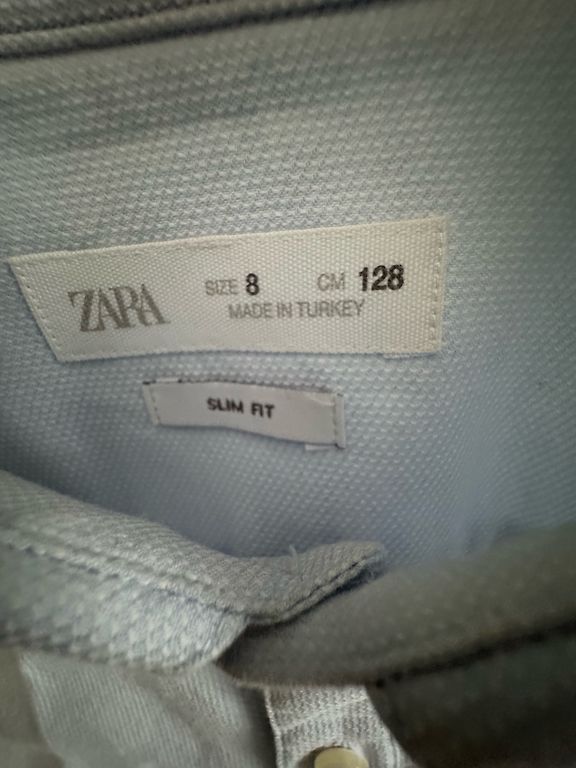 ZARA
SIZE 8 CM 128
MADE IN TURKEY
SLIM FIT